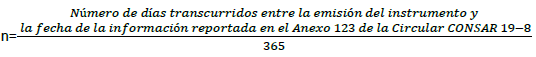 Número de días transcurridos entre la emisión del instrumento y
la fecha de la información reportada en el Anexo 123 de la Circular CONSAR 19−8
n=
365